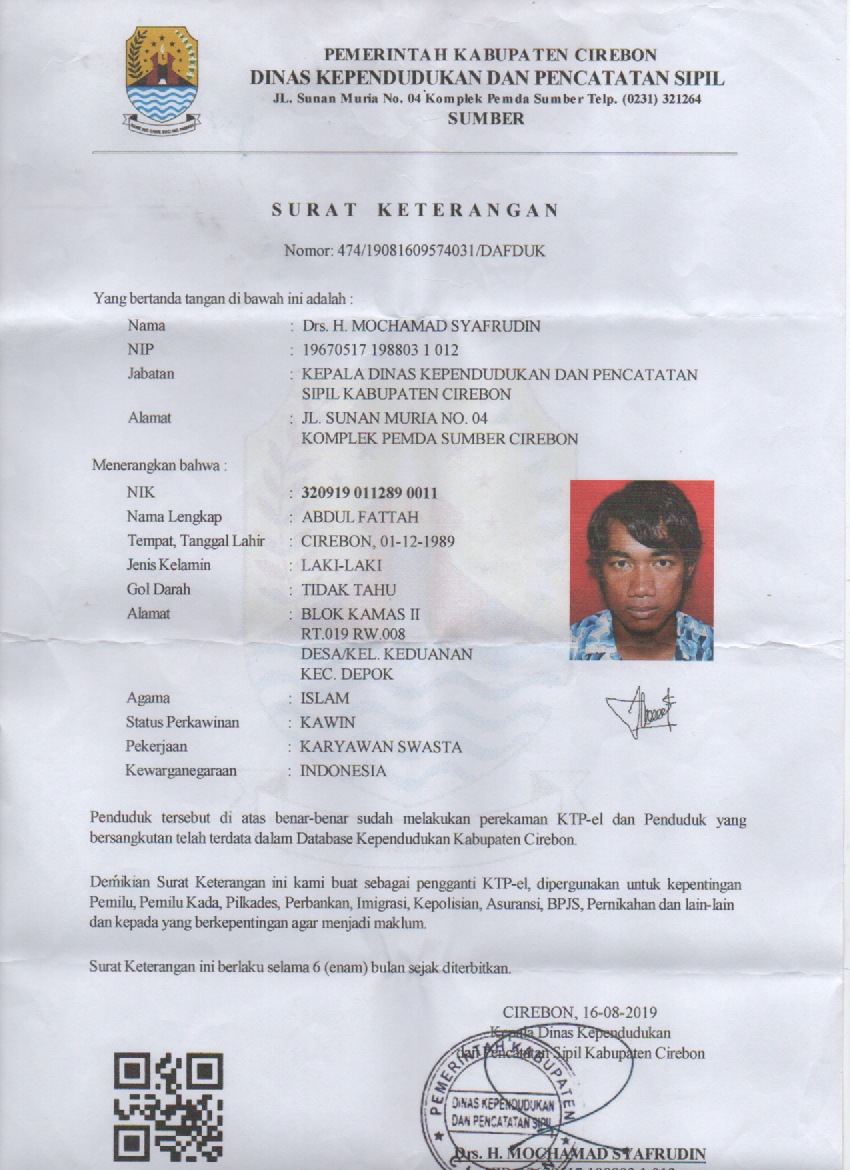 PEMERINTAH KABUPATEN CIREBON
DINAS KEPENDUDUKAN DAN PENCATATAN SIPIL
JL. Sunan Muria No. 04 Komplek Pemda Sumber Telp. (0231) 321264
SUMBER
SURAT KETERANGAN
Nomor: 474/19081609574031/DAFDUK
Yang bertanda tangan di bawah ini adalah :
Nama : Drs. H. MOCHAMAD SYAFRUDIN
NIP : 19670517 198803 1 012
Jabatan : KEPALA DINAS KEPENDUDUKAN DAN PENCATATAN
SIPIL KABUPATEN CIREBON
Alamat : JL. SUNAN MURIA NO. 04
KOMPLEK PEMDA SUMBER CIREBON
Menerangkan bahwa :
NIK : 320919 011289 0011
Nama Lengkap : ABDUL FATTAH
Tempat, Tanggal Lahir : CIREBON, 01-12-1989
Jenis Kelamin : LAKI-LAKI
Gol Darah : TIDAK TAHU
Alamat : BLOK KAMAS II
RT.019 RW.008
DESA/KEL. KEDUANAN
KEC. DEPOK
Agama : ISLAM
Status Perkawinan : KAWIN
Pekerjaan : KARYAWAN SWASTA
Kewarganegaraan : INDONESIA
Penduduk tersebut di atas benar-benar sudah melakukan perekaman KTP-el dan Penduduk yang
bersangkutan telah terdata dalam Database Kependudukan Kabupaten Cirebon.
Demikian Surat Keterangan ini kami buat sebagai pengganti KTP-el, dipergunakan untuk kepentingan
Pemilu, Pemilu Kada, Pilkades, Perbankan, Imigrasi, Kepolisian, Asuransi, BPJS, Pernikahan dan lain-lain
dan kepada yang berkepentingan agar menjadi maklum.
Surat Keterangan ini berlaku selama 6 (enam) bulan sejak diterbitkan.
CIREBON, 16-08-2019
Kepala Dinas Kependudukan
dan Pencatatan Sipil Kabupaten Cirebon
PEMERINTAH KABUPATEN
DINAS KEPENDUDUKAN
DAN PENCATATAN SIPIL
Drs. H. MOCHAMAD SYAFRUDIN